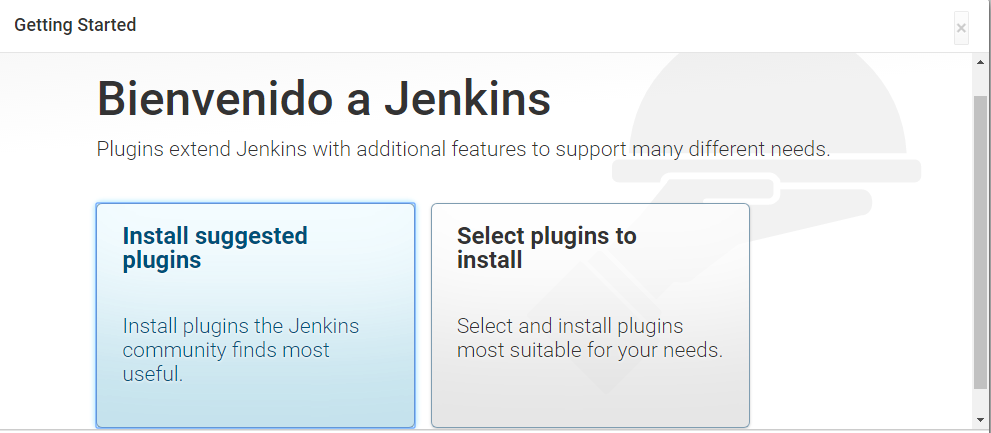 Getting Started
×
Bienvenido a Jenkins
Plugins extend Jenkins with additional features to support many different needs.
Install suggested
plugins
Install plugins the Jenkins
community finds most
useful.
Select plugins to
install
Select and install plugins
most suitable for your needs.